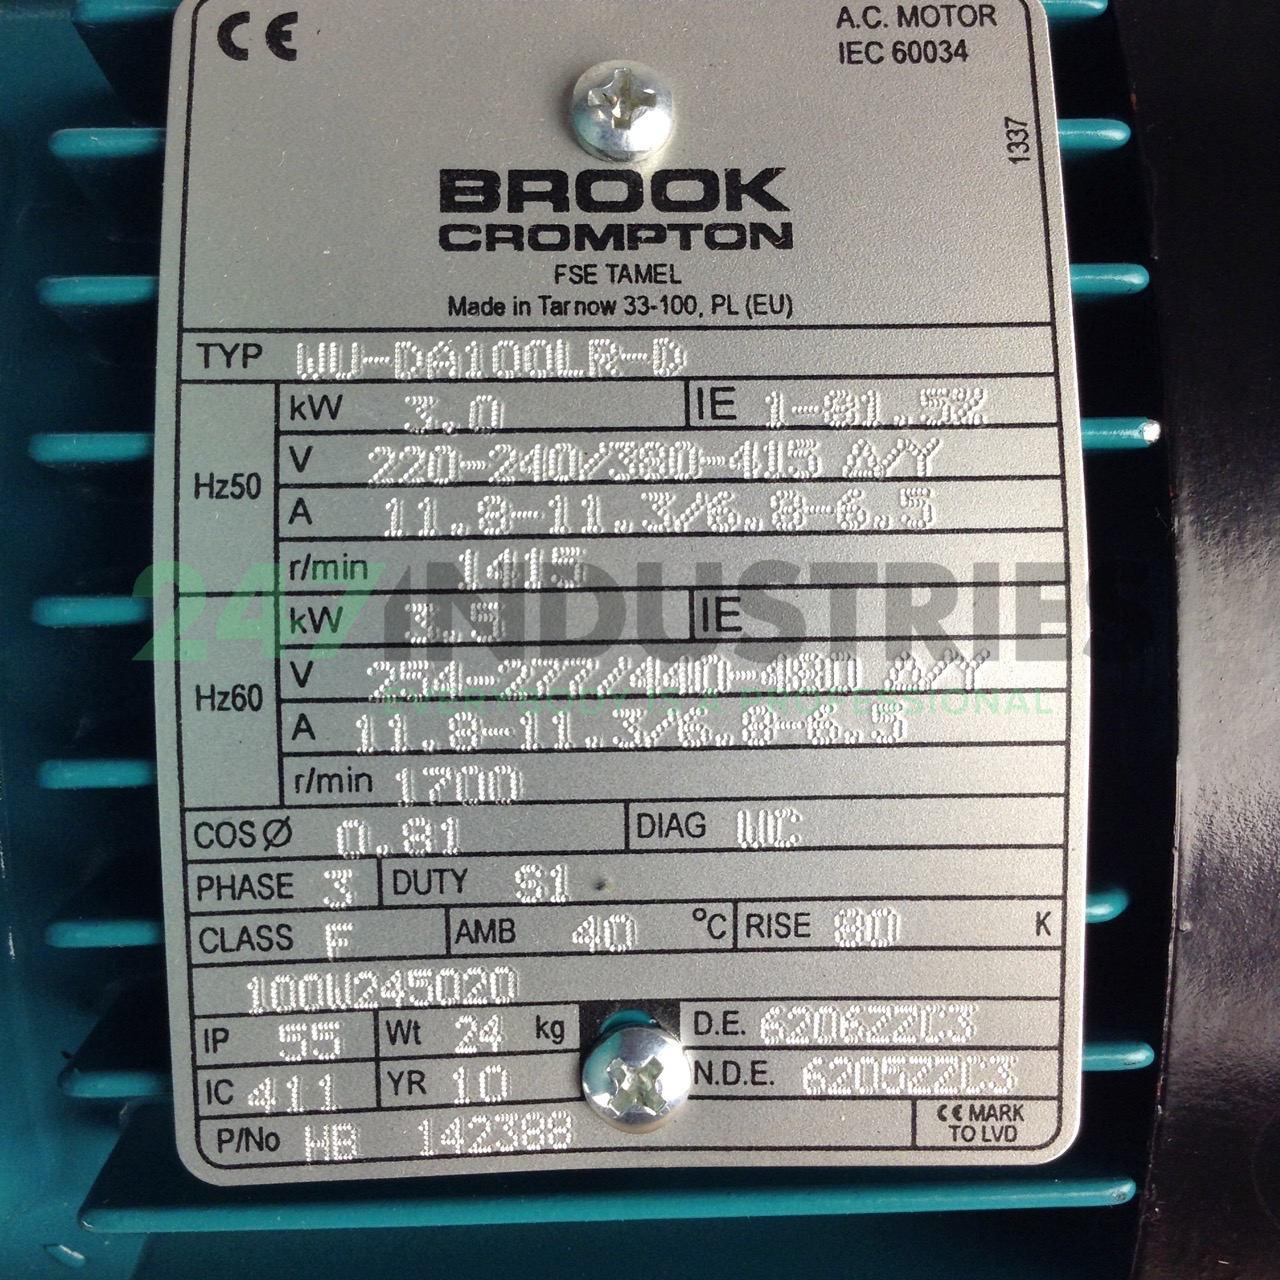 CE
A.C. MOTOR
IEC 60034
1337
BROOK
CROMPTON
FSE TAMEL
Made in Tarnow 33-100, PL (EU)
TYP WU-DA100LR-D
Hz50
kW 3.0 IE 1-81.5%
V 220-240/380-415 Δ/Y
A 11.8-11.3/6.8-6.5
r/min 1415
Hz60
kW 3.5 IE
V 254-277/440-480 Δ/Y
A 11.8-11.3/6.8-6.5
r/min 1700
247 INDUSTRIES
EVERYBODY IS A PROFESSIONAL
COSØ 0.81 DIAG WC
PHASE 3 DUTY S1
CLASS F AMB 40 °C RISE 80 K
100W245020
IP 55 Wt 24 kg D.E. 6206ZZC3
IC 411 YR 10 N.D.E. 6205ZZC3
P/No HB 142388
CE MARK
TO LVD